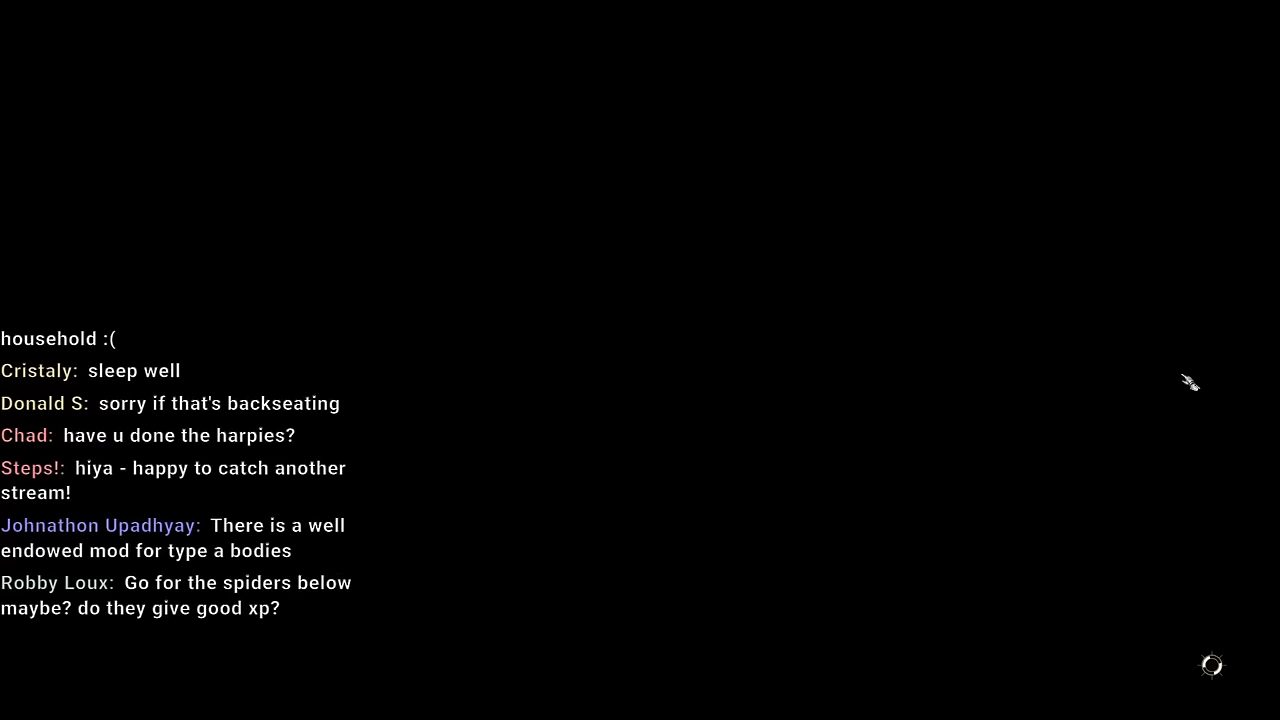 household :(
Cristaly: sleep well
Donald S: sorry if that's backseating
Chad: have u done the harpies?
Steps!: hiya - happy to catch another
stream!
Johnathon Upadhyay: There is a well
endowed mod for type a bodies
Robby Loux: Go for the spiders below
maybe? do they give good xp?